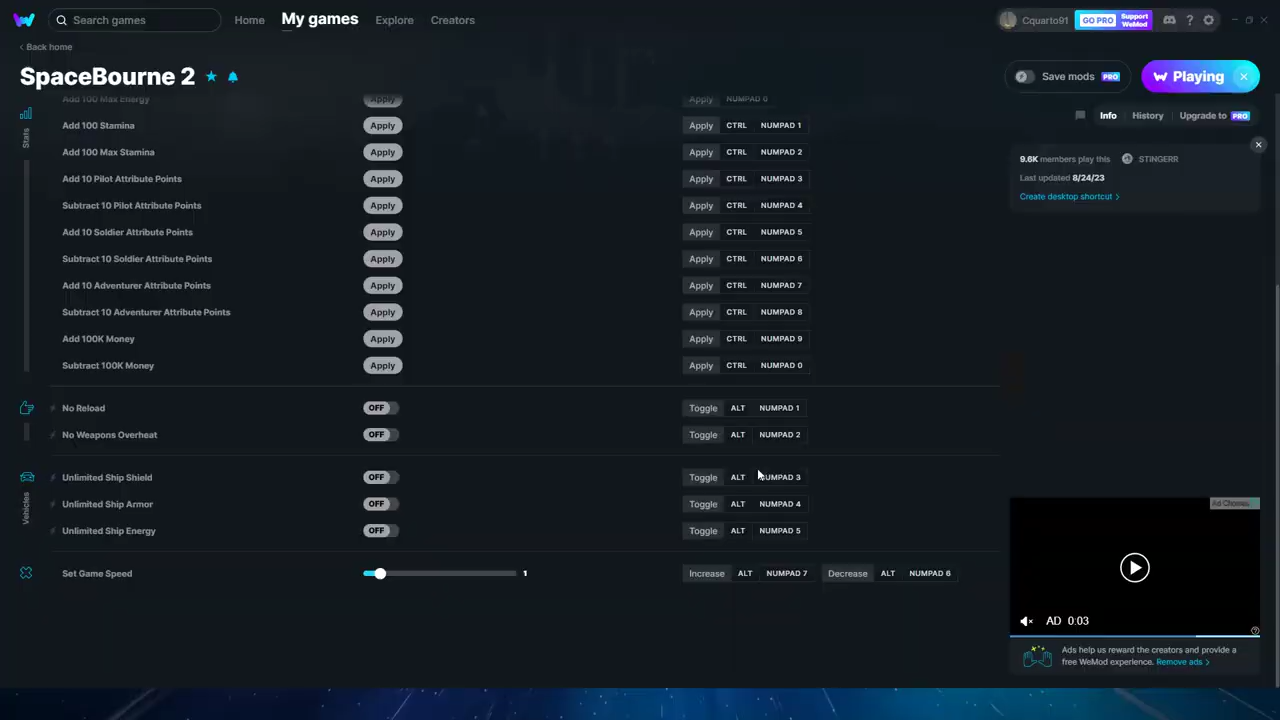 Search games
Home
My games
Explore
Creators
Cquarto91
GO PRO
Support
WeMod
?
< Back home
SpaceBourne 2
Save mods PRO
Playing
Info
History
Upgrade to PRO
Stats
Add 100 Max Energy Apply Apply NUMPAD 0
Add 100 Stamina Apply Apply CTRL NUMPAD 1
Add 100 Max Stamina Apply Apply CTRL NUMPAD 2
Add 10 Pilot Attribute Points Apply Apply CTRL NUMPAD 3
Subtract 10 Pilot Attribute Points Apply Apply CTRL NUMPAD 4
Add 10 Soldier Attribute Points Apply Apply CTRL NUMPAD 5
Subtract 10 Soldier Attribute Points Apply Apply CTRL NUMPAD 6
Add 10 Adventurer Attribute Points Apply Apply CTRL NUMPAD 7
Subtract 10 Adventurer Attribute Points Apply Apply CTRL NUMPAD 8
Add 100K Money Apply Apply CTRL NUMPAD 9
Subtract 100K Money Apply Apply CTRL NUMPAD 0
No Reload OFF Toggle ALT NUMPAD 1
No Weapons Overheat OFF Toggle ALT NUMPAD 2
Vehicles
Unlimited Ship Shield OFF Toggle ALT NUMPAD 3
Unlimited Ship Armor OFF Toggle ALT NUMPAD 4
Unlimited Ship Energy OFF Toggle ALT NUMPAD 5
Set Game Speed 1 Increase ALT NUMPAD 7 Decrease ALT NUMPAD 6
9.6K members play this STINGERR
Last updated 8/24/23
Create desktop shortcut >
AD 0:03
Ads help us reward the creators and provide a
free WeMod experience. Remove ads >